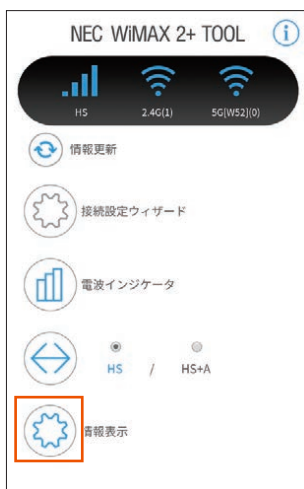 NEC WiMAX 2+ TOOL
i
HS 2.4G(1) 5G[W52](0)
情報更新
接続設定ウィザード
電波インジケータ
HS / HS+A
情報表示